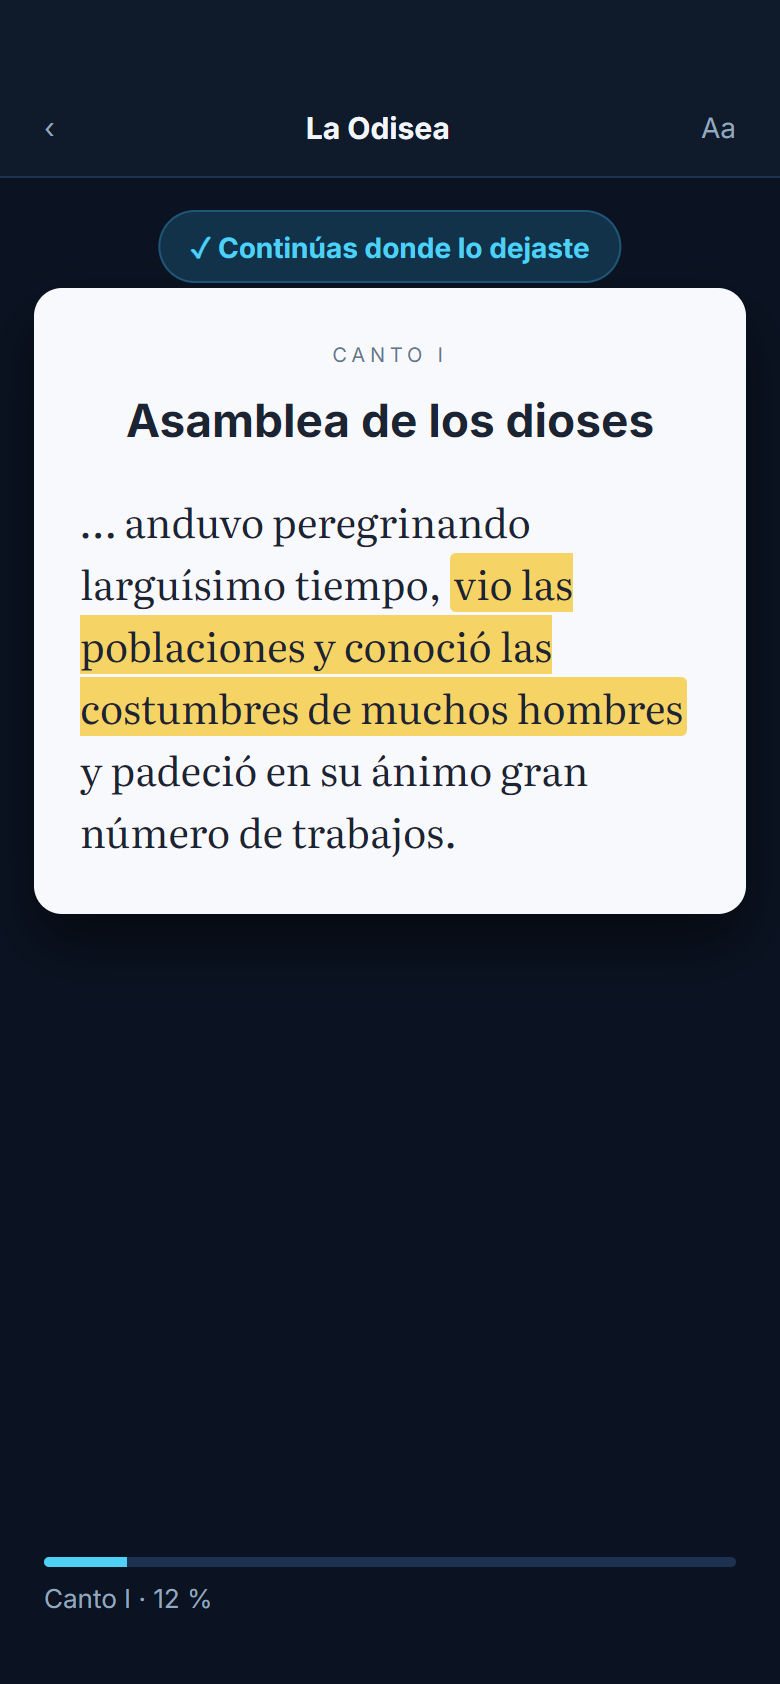 ‹ La Odisea Aa
✓ Continúas donde lo dejaste
CANTO I
Asamblea de los dioses
... anduvo peregrinando
larguísimo tiempo, vio las
poblaciones y conoció las
costumbres de muchos hombres
y padeció en su ánimo gran
número de trabajos.
Canto I · 12 %